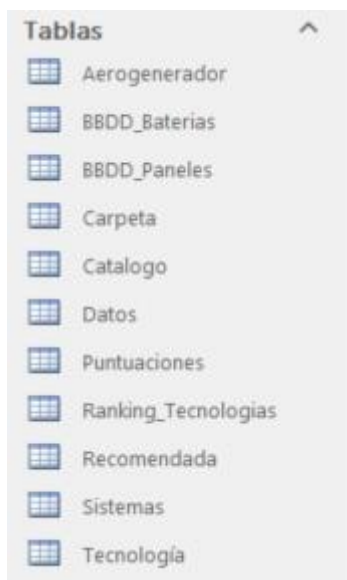 Tablas
Aerogenerador
BBDD_Baterias
BBDD_Paneles
Carpeta
Catalogo
Datos
Puntuaciones
Ranking_Tecnologias
Recomendada
Sistemas
Tecnología